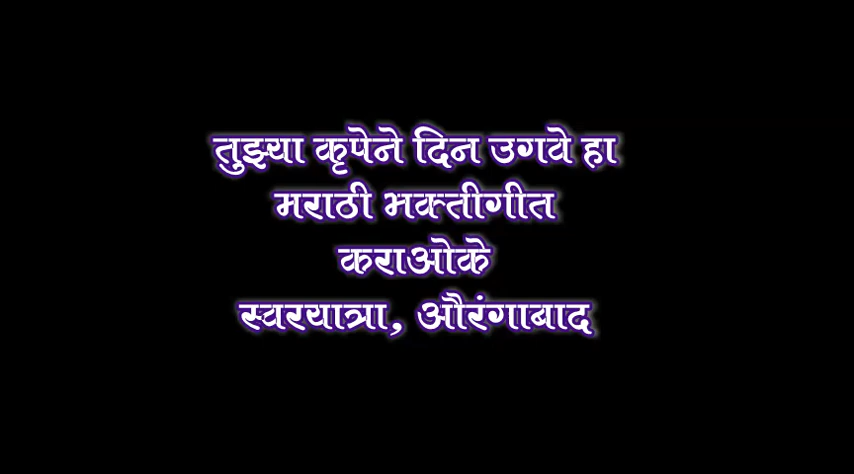 तुझ्या कृपेने दिन उगवे हा
मराठी भक्तीगीत
कराओके
स्वरयात्रा, औरंगाबाद